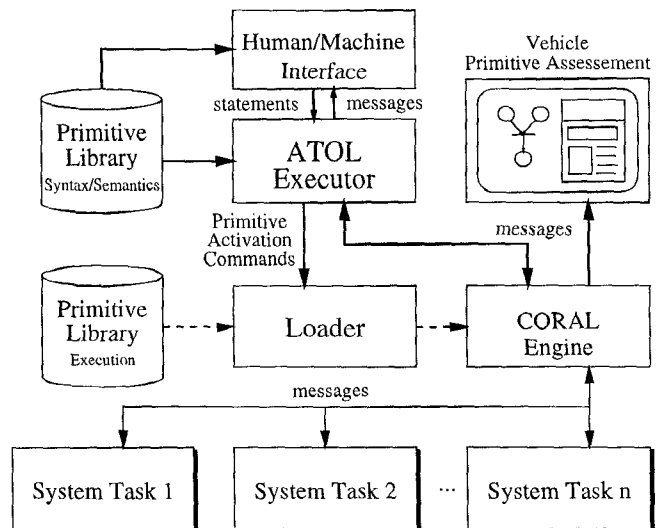 Human/Machine
Interface
Vehicle
Primitive Assessement
statements
messages
Primitive
Library
Syntax/Semantics
ATOL
Executor
Primitive
Activation
Commands
messages
Primitive
Library
Execution
Loader
CORAL
Engine
messages
System Task 1
System Task 2
...
System Task n